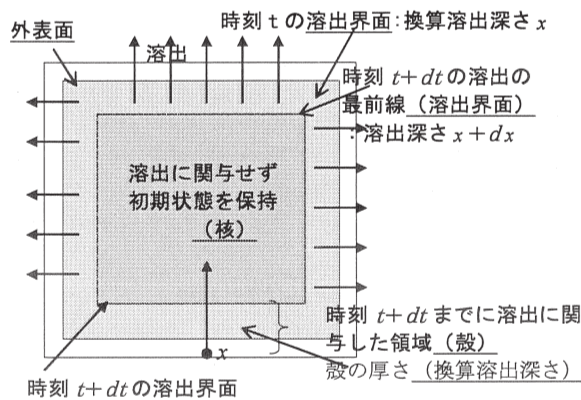 時刻 t の溶出界面:換算溶出深さ x
外表面
溶出
時刻 t+dt の溶出の
最前線(溶出界面)
:溶出深さ x+dx
溶出に関与せず
初期状態を保持
(核)
時刻 t+dt までに溶出に関
与した領域(殻)
殻の厚さ(換算溶出深さ)
x
時刻 t+dt の溶出界面